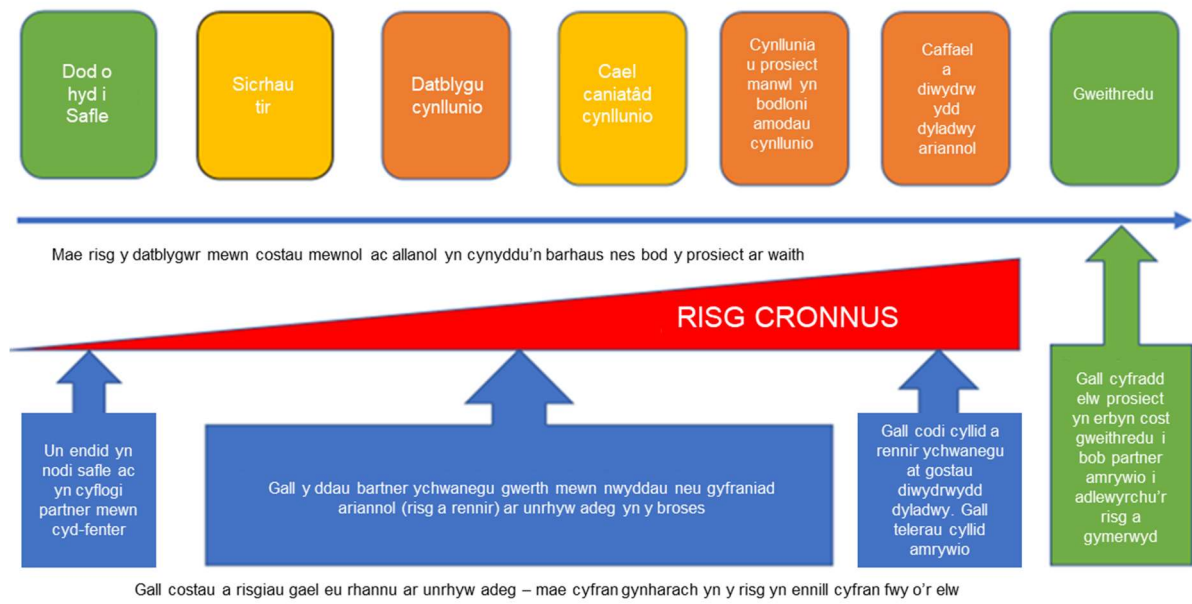 Dod o
hyd i
Safle
Sicrhau
tir
Datblygu
cynllunio
Cael
caniatâd
cynllunio
Cynllunia
u prosiect
manwl yn
bodloni
amodau
cynllunio
Caffael
a
diwydrw
ydd
dyladwy
ariannol
Gweithredu
Mae risg y datblygwr mewn costau mewnol ac allanol yn cynyddu’n barhaus nes bod y prosiect ar waith
RISG CRONNUS
Un endid yn
nodi safle ac
yn cyflogi
partner mewn
cyd-fenter
Gall y ddau bartner ychwanegu gwerth mewn nwyddau neu gyfraniad
ariannol (risg a rennir) ar unrhyw adeg yn y broses
Gall codi cyllid a
rennir ychwanegu
at gostau
diwydrwydd
dyladwy. Gall
telerau cyllid
amrywio
Gall cyfradd
elw prosiect
yn erbyn cost
gweithredu i
bob partner
amrywio i
adlewyrchu’r
risg a
gymerwyd
Gall costau a risgiau gael eu rhannu ar unrhyw adeg – mae cyfran gynharach yn y risg yn ennill cyfran fwy o’r elw